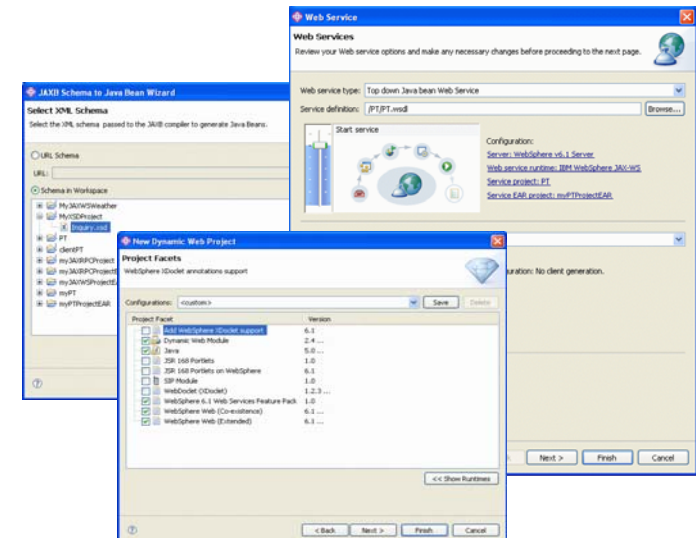 Web Service
Web Services
Review your Web service options and make any necessary changes before proceeding to the next page.
Web service type: Top down Java bean Web Service
Service definition: /PT/PT.wsdl Browse...
Start service
Configuration:
Server: WebSphere v6.1 Server
Web service runtime: IBM WebSphere JAX-WS
Service project: PT
Service EAR project: myPTProjectEAR
uration: No client generation.
Next > Finish Cancel
JAXB Schema to Java Bean Wizard
Select XML Schema
Select the XML schema passed to the JAXB compiler to generate Java Beans.
URL Schema
URL:
Schema in Workspace
MyJAXWSWeather
MyXSDProject
Inquiry.xsd
PT
clientPT
myJAXRPCProject
myJAXRPCProjectE
myJAXWSProjectE
myPT
myPTProjectEAR
New Dynamic Web Project
Project Facets
WebSphere XDoclet annotations support
Configurations: <custom> Save Delete
Project Facet Version
Add WebSphere XDoclet support 6.1
Dynamic Web Module 2.4 ...
Java 5.0 ...
JSR 168 Portlets 1.0
JSR 168 Portlets on WebSphere 6.1
SIP Module 1.0
WebDoclet (XDoclet) 1.2.3 ...
WebSphere 6.1 Web Services Feature Pack 1.0
WebSphere Web (Co-existence) 6.1 ...
WebSphere Web (Extended) 6.1 ...
<< Show Runtimes
< Back Next > Finish Cancel